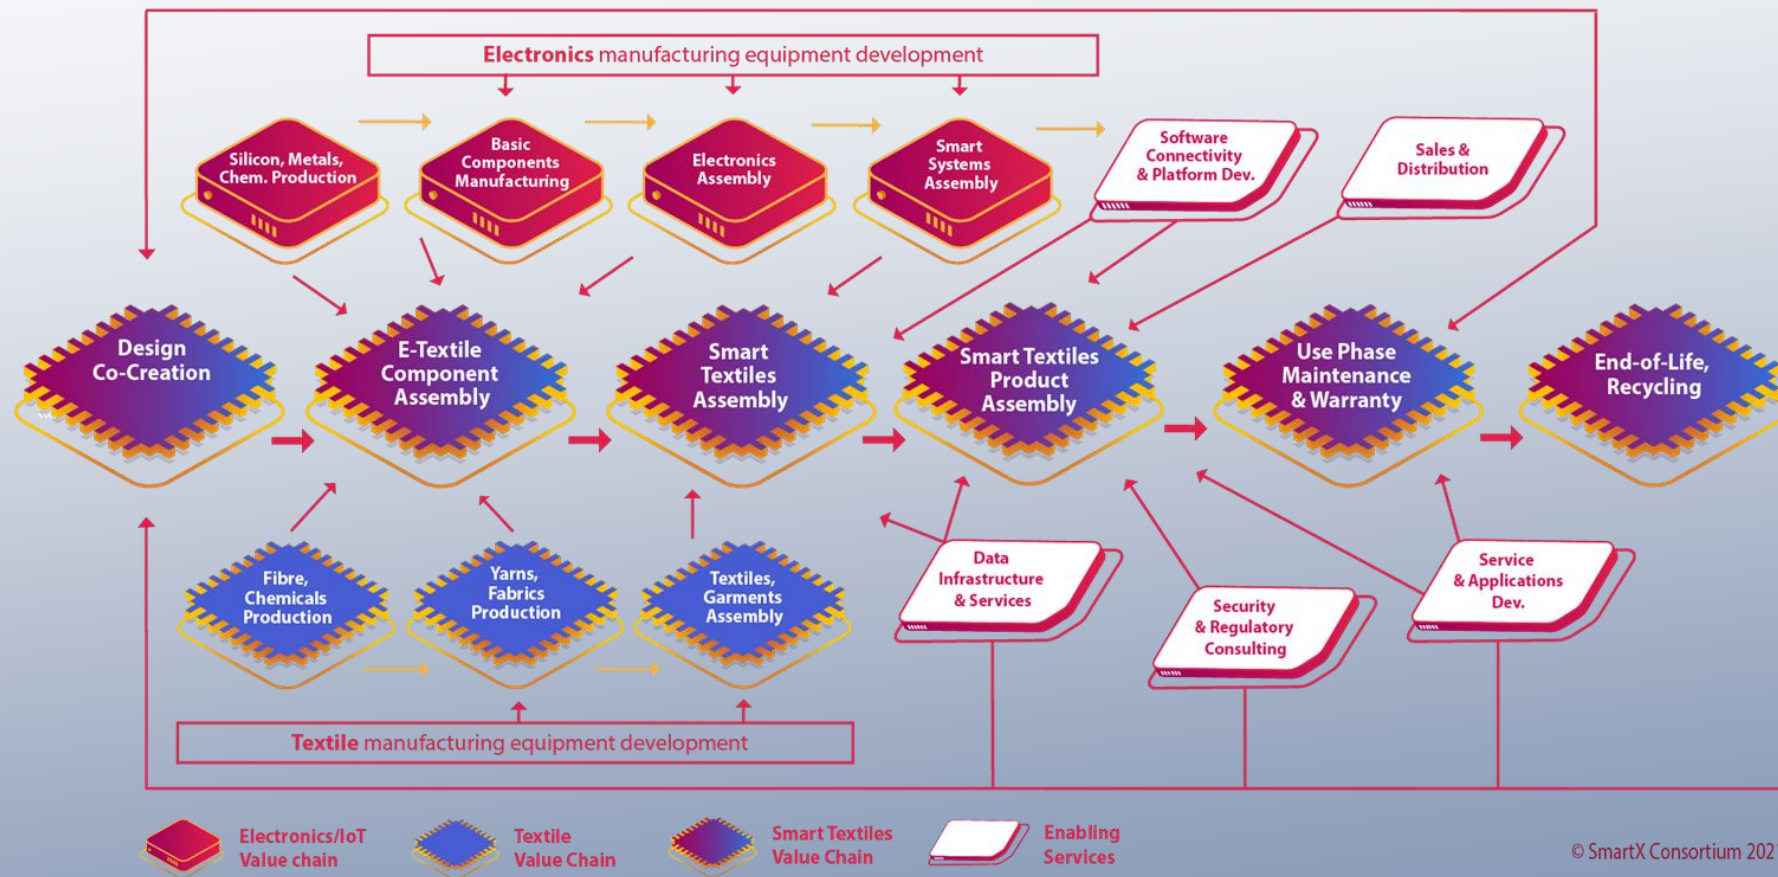 Electronics manufacturing equipment development
Silicon, Metals,
Chem. Production
Basic
Components
Manufacturing
Electronics
Assembly
Smart
Systems
Assembly
Software
Connectivity
& Platform Dev.
Sales &
Distribution
Design
Co-Creation
E-Textile
Component
Assembly
Smart
Textiles
Assembly
Smart Textiles
Product
Assembly
Use Phase
Maintenance
& Warranty
End-of-Life,
Recycling
Fibre,
Chemicals
Production
Yarns,
Fabrics
Production
Textiles,
Garments
Assembly
Data
Infrastructure
& Services
Security
& Regulatory
Consulting
Service
& Applications
Dev.
Textile manufacturing equipment development
Electronics/IoT
Value chain
Textile
Value Chain
Smart Textiles
Value Chain
Enabling
Services
© SmartX Consortium 2021